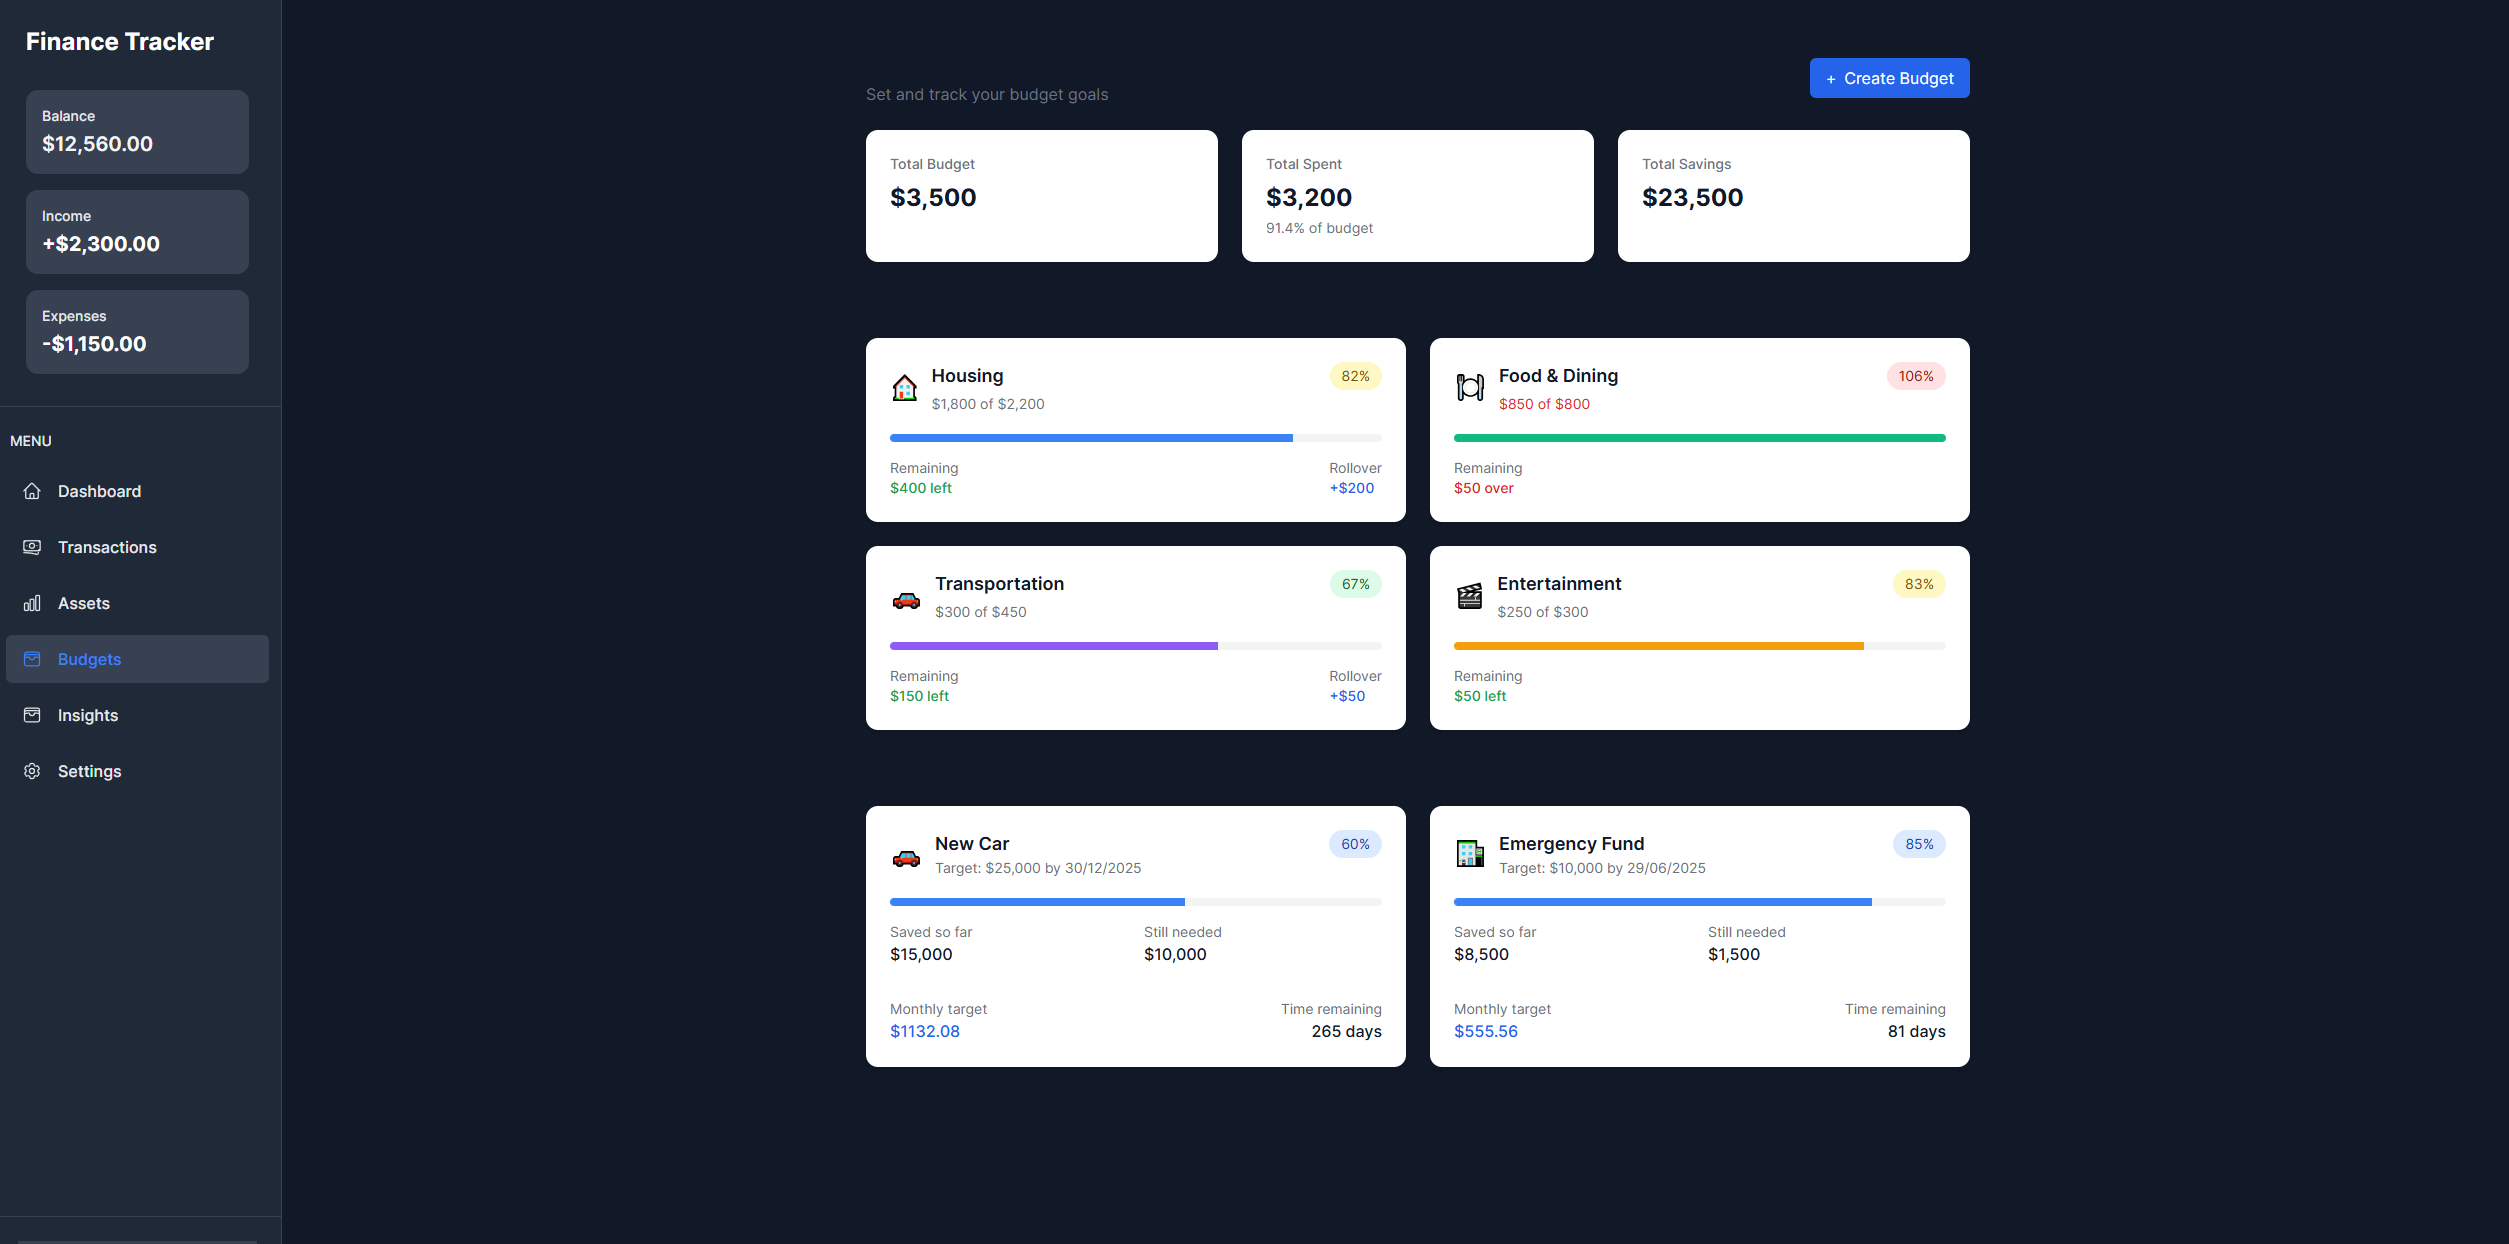 Finance Tracker
Balance
$12,560.00
Income
+$2,300.00
Expenses
-$1,150.00
MENU
Dashboard
Transactions
Assets
Budgets
Insights
Settings
Set and track your budget goals
+ Create Budget
Total Budget
$3,500
Total Spent
$3,200
91.4% of budget
Total Savings
$23,500
Housing
82%
$1,800 of $2,200
Remaining
Rollover
$400 left
+$200
Food & Dining
106%
$850 of $800
Remaining
$50 over
Transportation
67%
$300 of $450
Remaining
Rollover
$150 left
+$50
Entertainment
83%
$250 of $300
Remaining
$50 left
New Car
60%
Target: $25,000 by 30/12/2025
Saved so far
Still needed
$15,000
$10,000
Monthly target
Time remaining
$1132.08
265 days
Emergency Fund
85%
Target: $10,000 by 29/06/2025
Saved so far
Still needed
$8,500
$1,500
Monthly target
Time remaining
$555.56
81 days